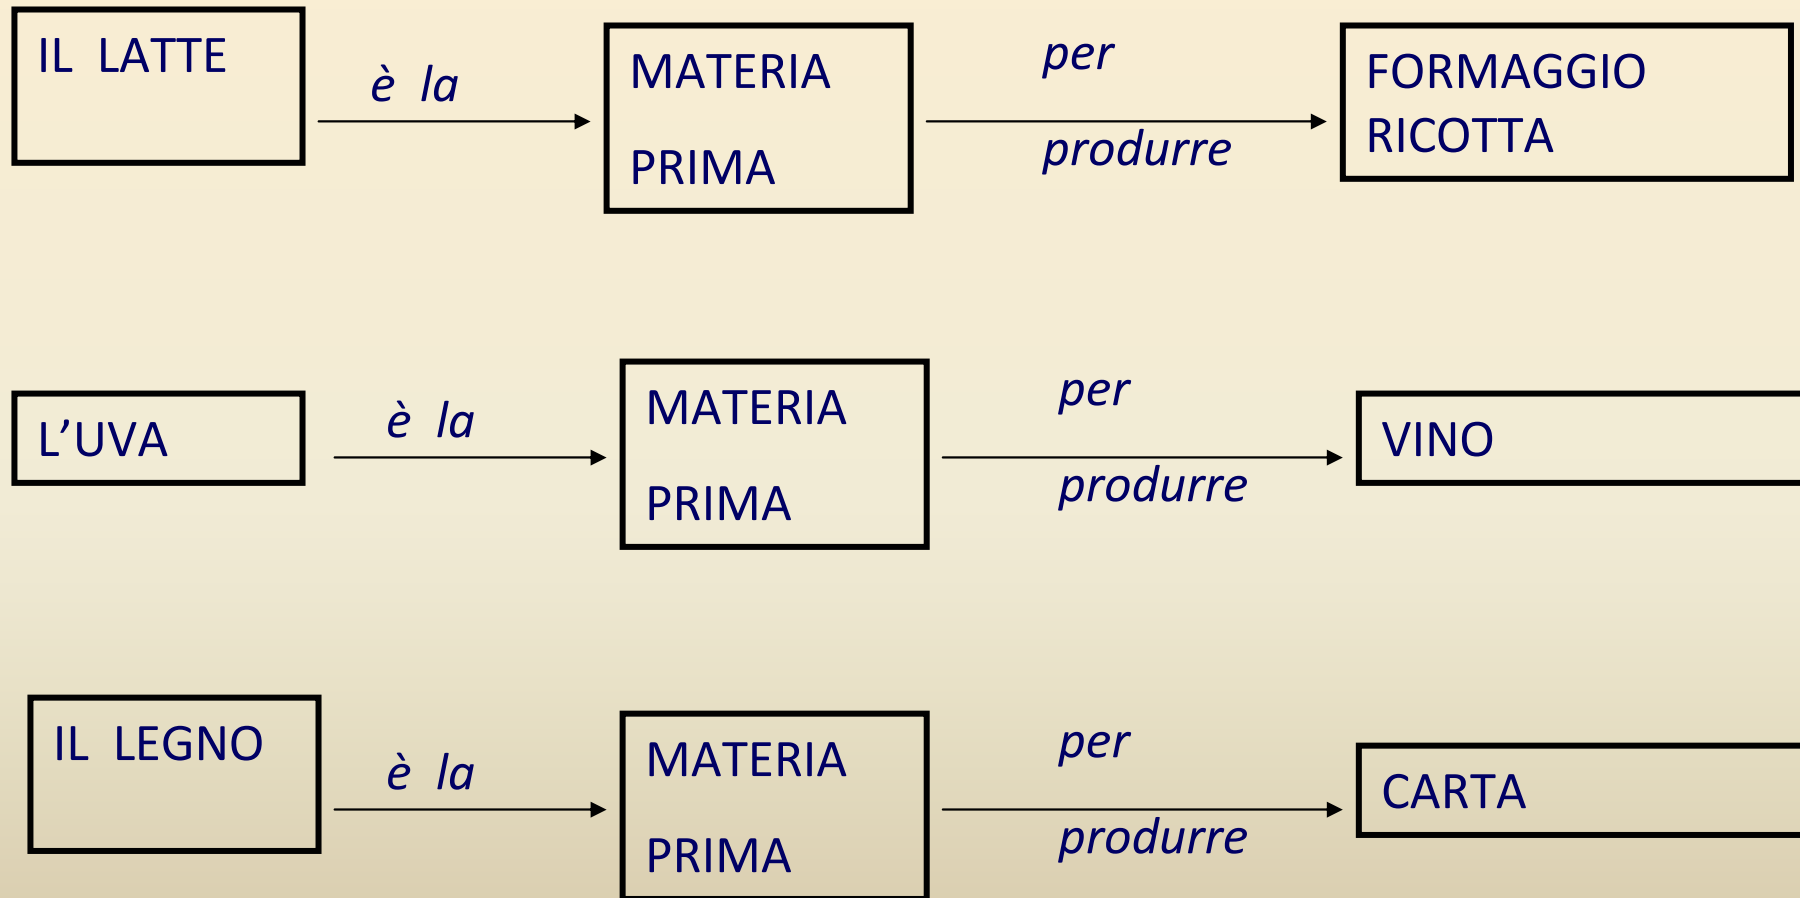 IL LATTE
è la
MATERIA
PRIMA
per
produrre
FORMAGGIO
RICOTTA
L’UVA
è la
MATERIA
PRIMA
per
produrre
VINO
IL LEGNO
è la
MATERIA
PRIMA
per
produrre
CARTA